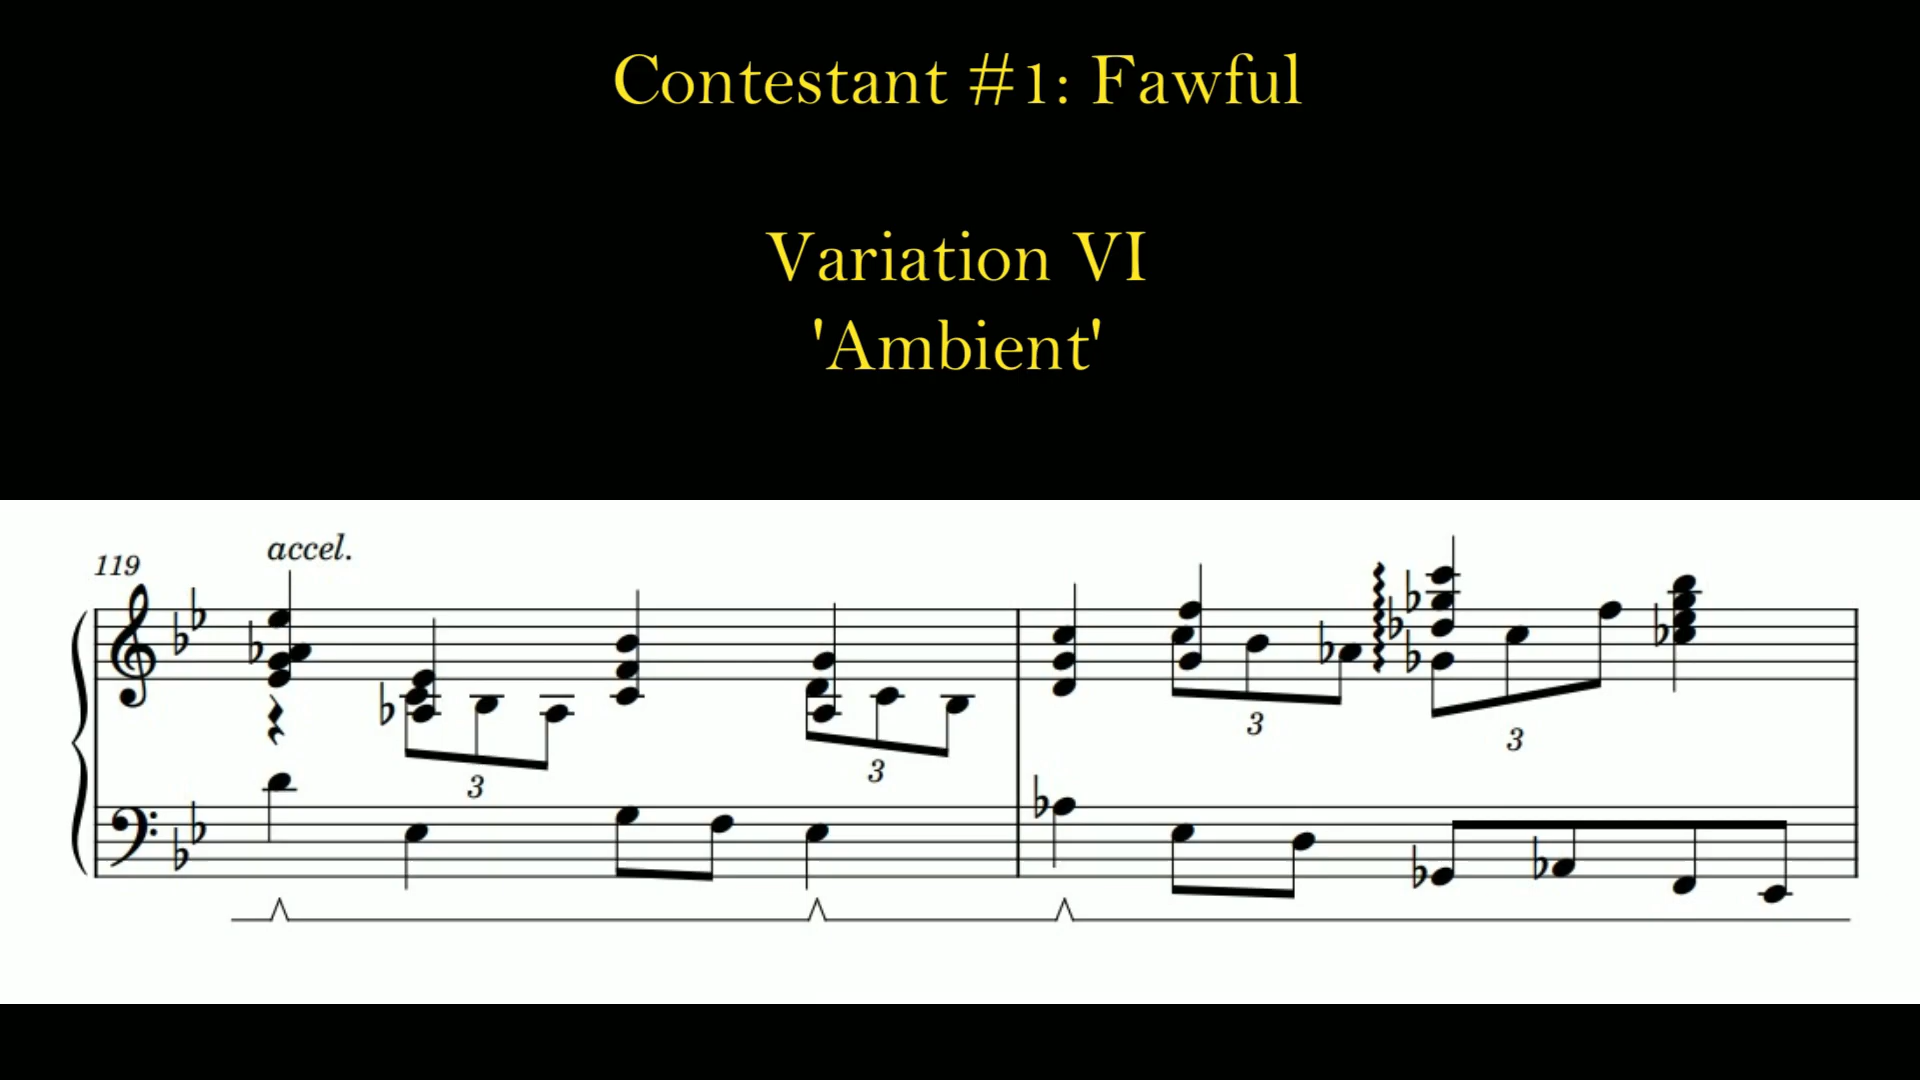 Contestant #1: Fawful
Variation VI
'Ambient'
accel.
119
3
3
3
3